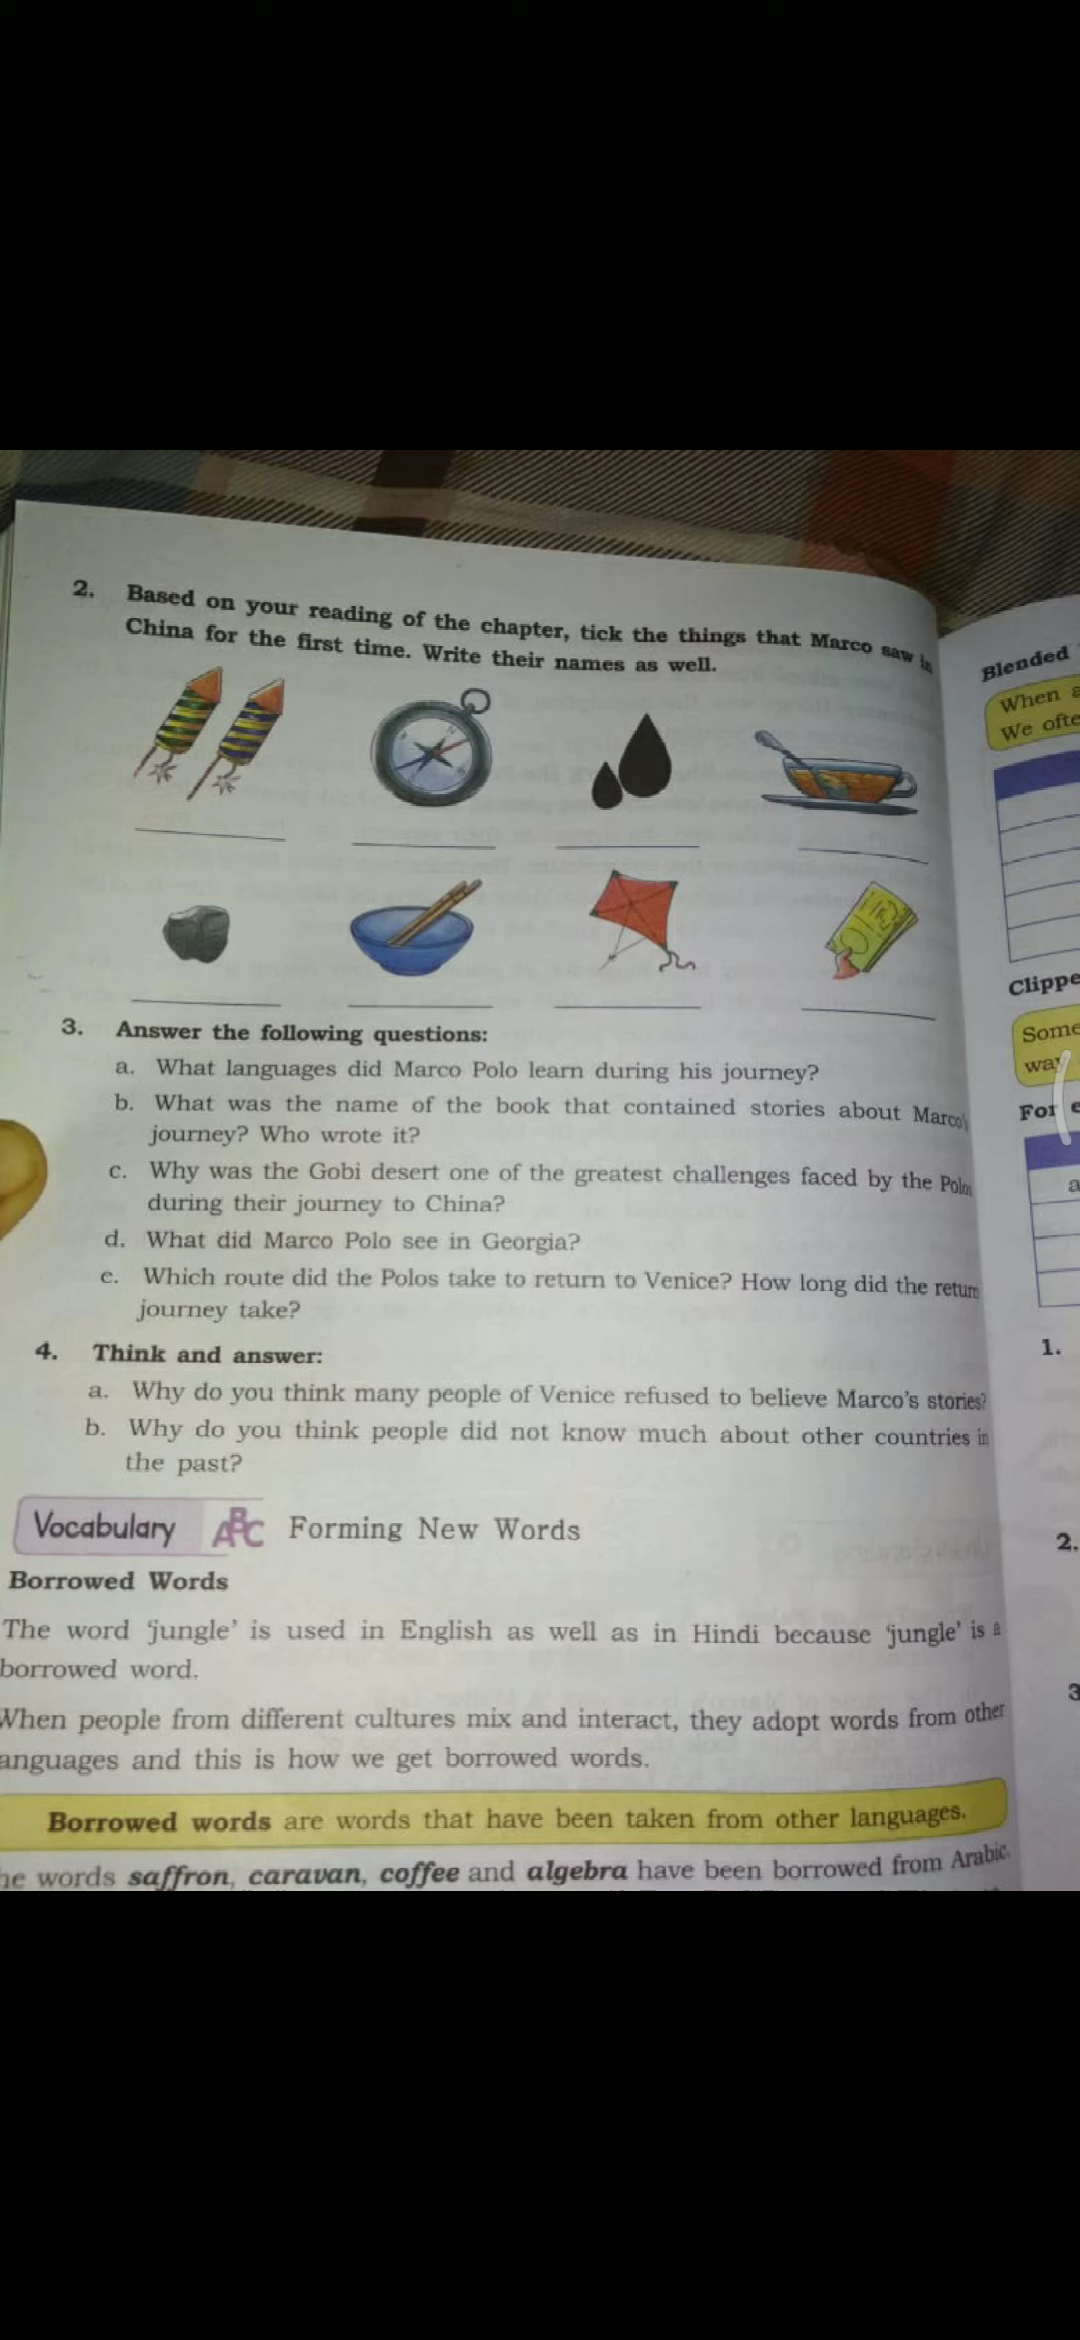 2. Based on your reading of the chapter, tick the things that Marco saw in
China for the first time. Write their names as well.
3. Answer the following questions:
a. What languages did Marco Polo learn during his journey?
b. What was the name of the book that contained stories about Marco's
journey? Who wrote it?
c. Why was the Gobi desert one of the greatest challenges faced by the Polos
during their journey to China?
d. What did Marco Polo see in Georgia?
e. Which route did the Polos take to return to Venice? How long did the return
journey take?
4. Think and answer:
a. Why do you think many people of Venice refused to believe Marco's stories?
b. Why do you think people did not know much about other countries in
the past?
Vocabulary ABC Forming New Words
Borrowed Words
The word 'jungle' is used in English as well as in Hindi because 'jungle' is a
borrowed word.
When people from different cultures mix and interact, they adopt words from other
anguages and this is how we get borrowed words.
Borrowed words are words that have been taken from other languages.
he words saffron, caravan, coffee and algebra have been borrowed from Arabic.
Blended
When a
We ofte
Clippe
Some
way
For e
a
1.
2.
3